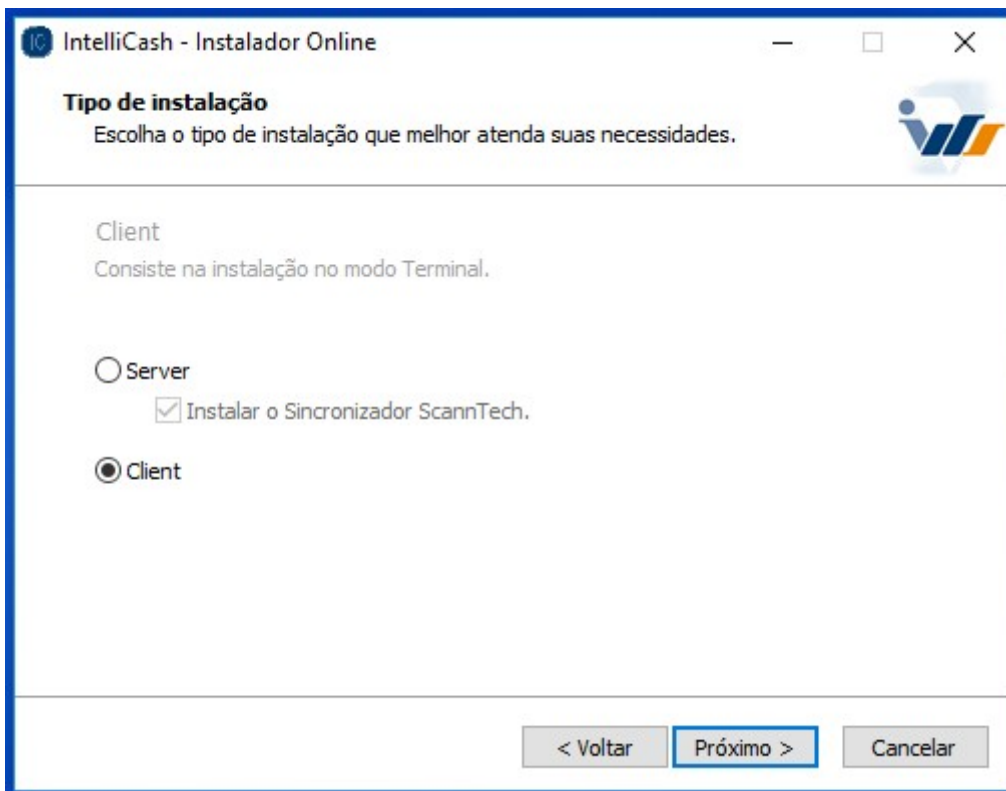 IC IntelliCash - Instalador Online
Tipo de instalação
Escolha o tipo de instalação que melhor atenda suas necessidades.
Client
Consiste na instalação no modo Terminal.
Server
Instalar o Sincronizador ScannTech.
Client
< Voltar
Próximo >
Cancelar